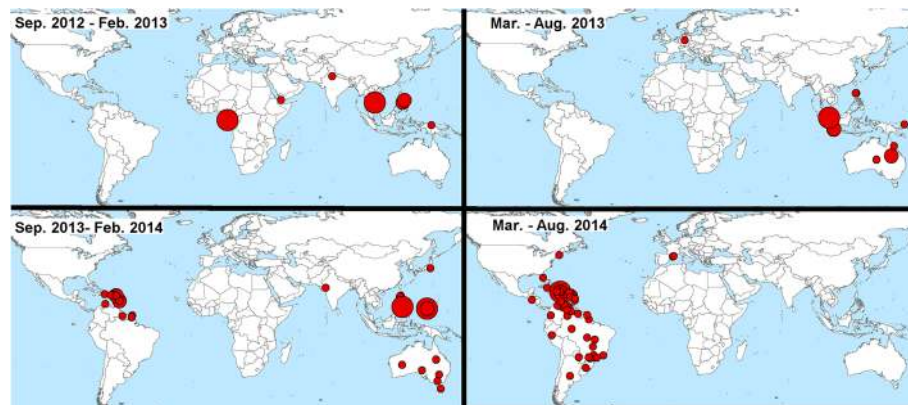 Sep. 2012 - Feb. 2013
Mar. - Aug. 2013
Sep. 2013- Feb. 2014
Mar. - Aug. 2014